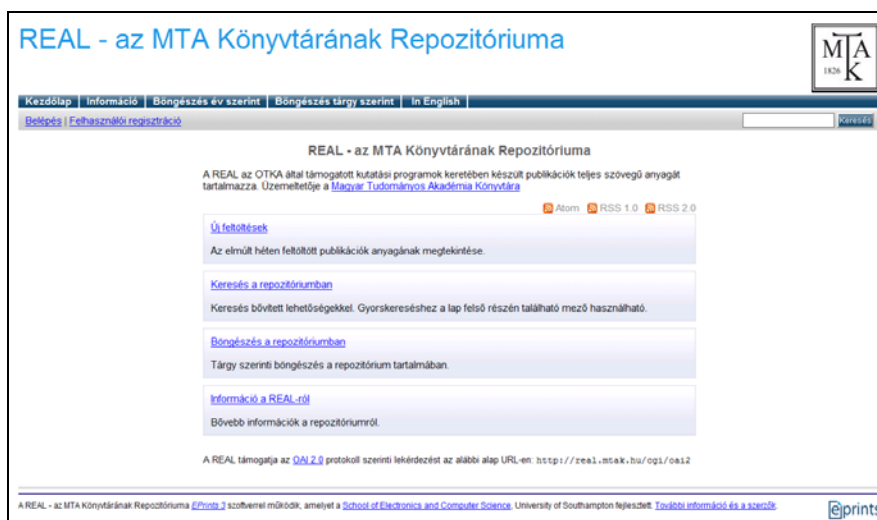 REAL - az MTA Könyvtárának Repozitóriuma
MTA
1826 K
Kezdőlap | Információ | Böngészés év szerint | Böngészés tárgy szerint | In English |
Belépés | Felhasználói regisztráció
Keresés
REAL - az MTA Könyvtárának Repozitóriuma
A REAL az OTKA által támogatott kutatási programok keretében készült publikációk teljes szövegű anyagát
tartalmazza. Üzemeltetője a Magyar Tudományos Akadémia Könyvtára
Atom RSS 1.0 RSS 2.0
Új feltöltések
Az elmúlt héten feltöltött publikációk anyagának megtekintése.
Keresés a repozitóriumban
Keresés bővített lehetőségekkel. Gyorskereséshez a lap felső részén található mező használható.
Böngészés a repozitóriumban
Tárgy szerinti böngészés a repozitórium tartalmában.
Információ a REAL-ról
Bővebb információk a repozitóriumról.
A REAL támogatja az OAI 2.0 protokoll szerinti lekérdezést az alábbi alap URL-en: http://real.mtak.hu/cgi/oai2
A REAL - az MTA Könyvtárának Repozitóriuma EPrints 3 szoftverrel működik, amelyet a School of Electronics and Computer Science, University of Southampton fejlesztett. További információ és a szerzők.
eprints